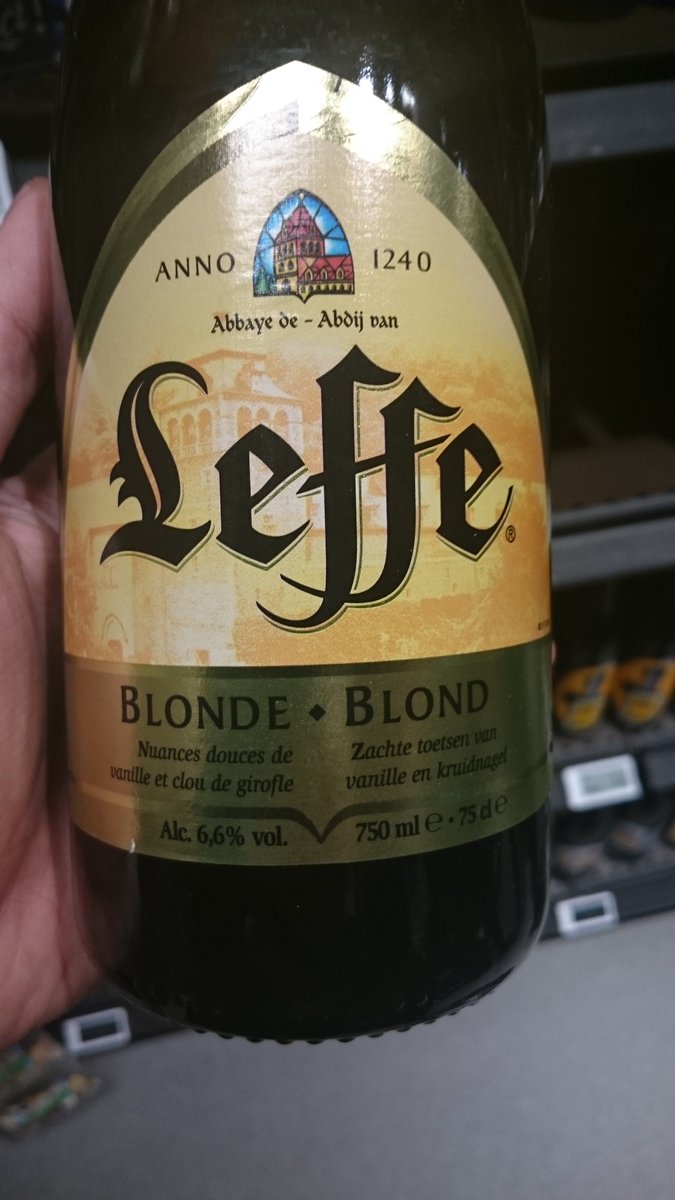 ANNO 1240
Abbaye de - Abdij van
Leffe®
BLONDE ◆ BLOND
Nuances douces de
vanille et clou de girofle
Zachte toetsen van
vanille en kruidnagel
Alc. 6,6% vol.
750 ml ℮ • 75 cl ℮